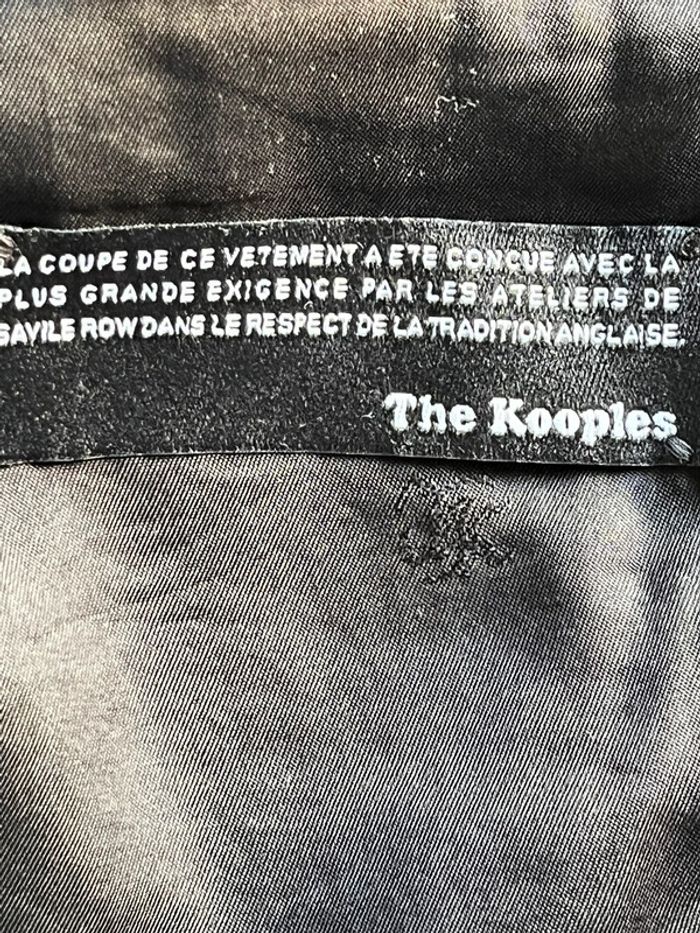 LA COUPE DE CE VETEMENT A ETE CONCUE AVEC LA
PLUS GRANDE EXIGENCE PAR LES ATELIERS DE
SAVILE ROW DANS LE RESPECT DE LA TRADITION ANGLAISE.
The Kooples